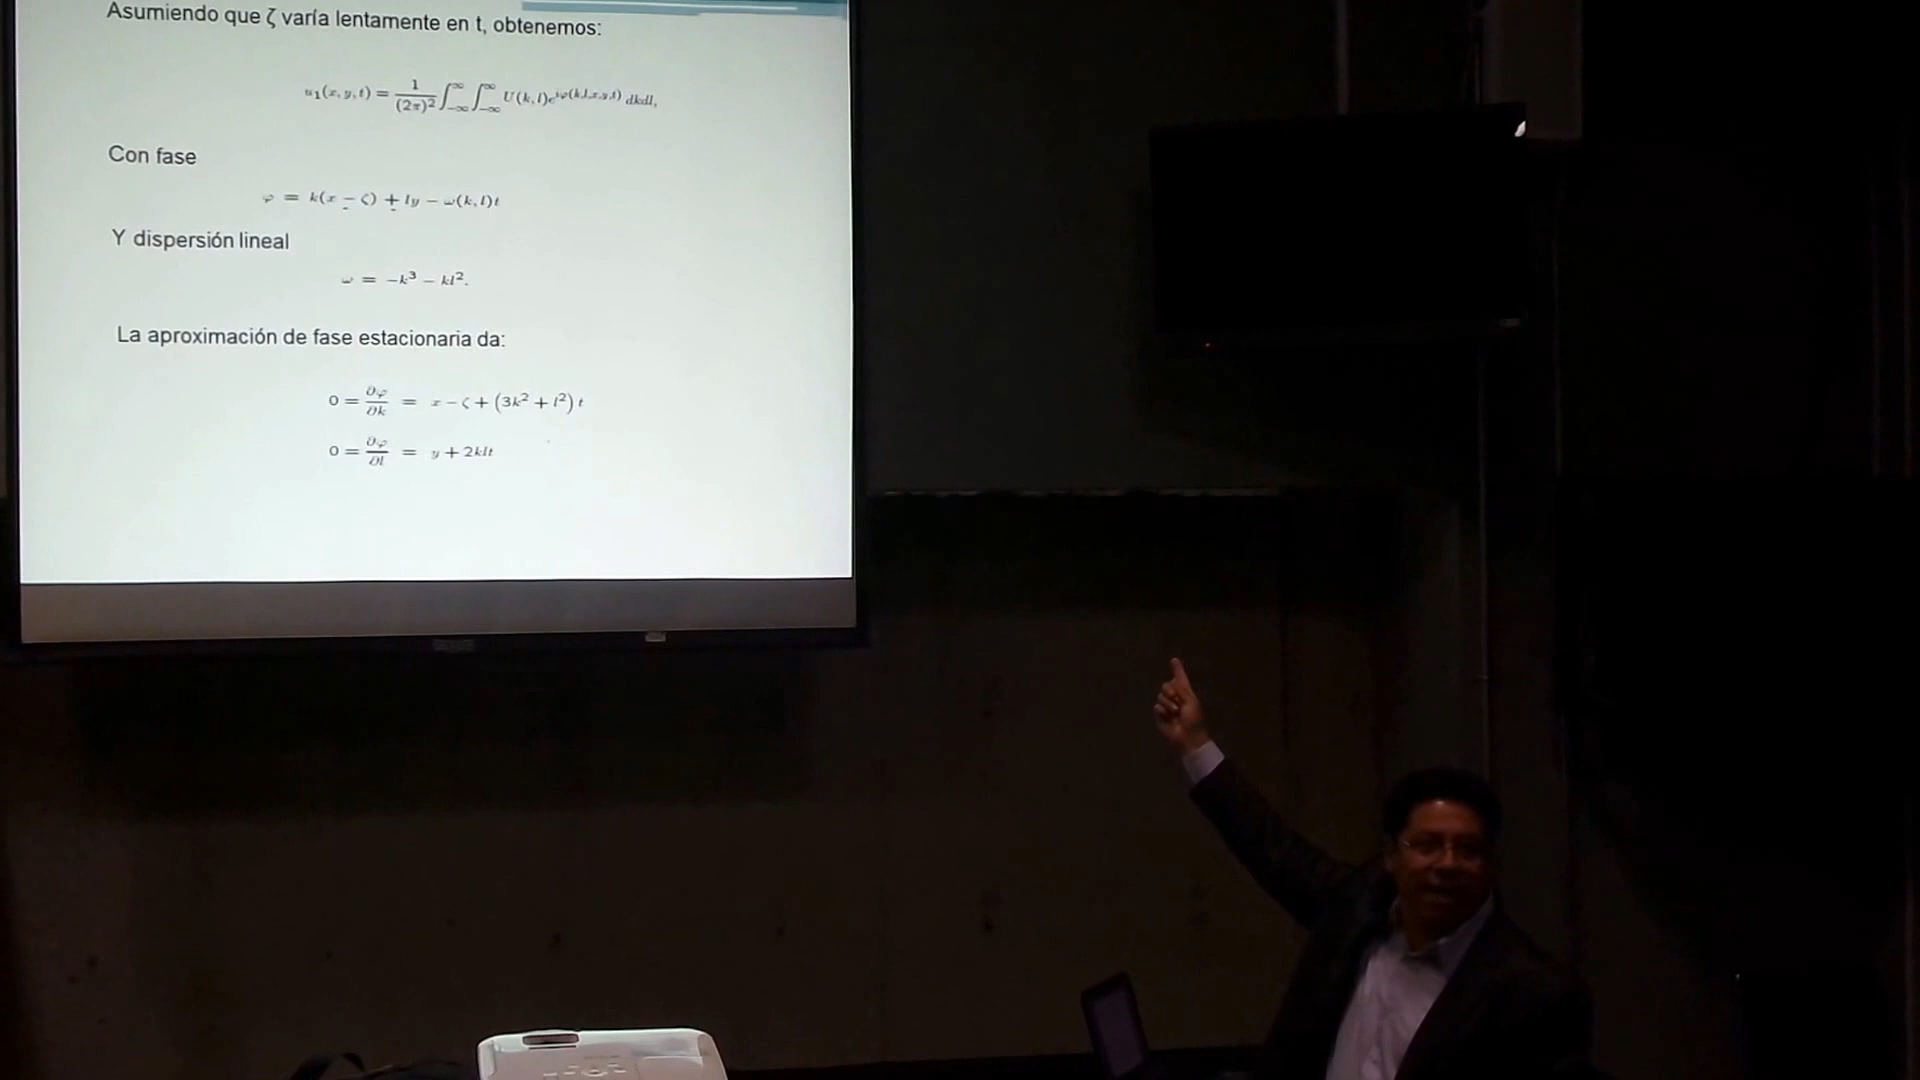 Asumiendo que ζ varía lentamente en t, obtenemos:
u₁(x, y, t) = 1/(2π)² ∫_{-∞}^{∞} ∫_{-∞}^{∞} U(k, l)e^{iφ(k,l,x,y,t)} dkdl,
Con fase
φ = k(x − ζ) + ly − ω(k, l)t
Y dispersión lineal
ω = −k³ − kl².
La aproximación de fase estacionaria da:
0 = ∂φ/∂k = x − ζ + (3k² + l²) t
0 = ∂φ/∂l = y + 2klt